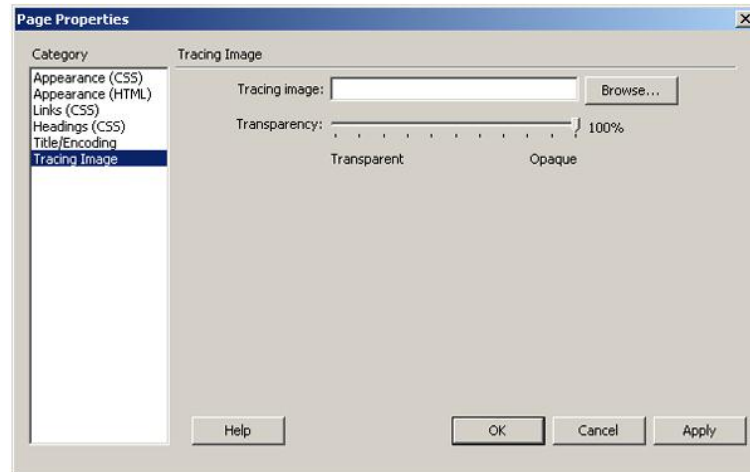 Page Properties
Category
Tracing Image
Appearance (CSS)
Appearance (HTML)
Links (CSS)
Headings (CSS)
Title/Encoding
Tracing Image
Tracing image:
Browse...
Transparency:
100%
Transparent
Opaque
Help
OK
Cancel
Apply